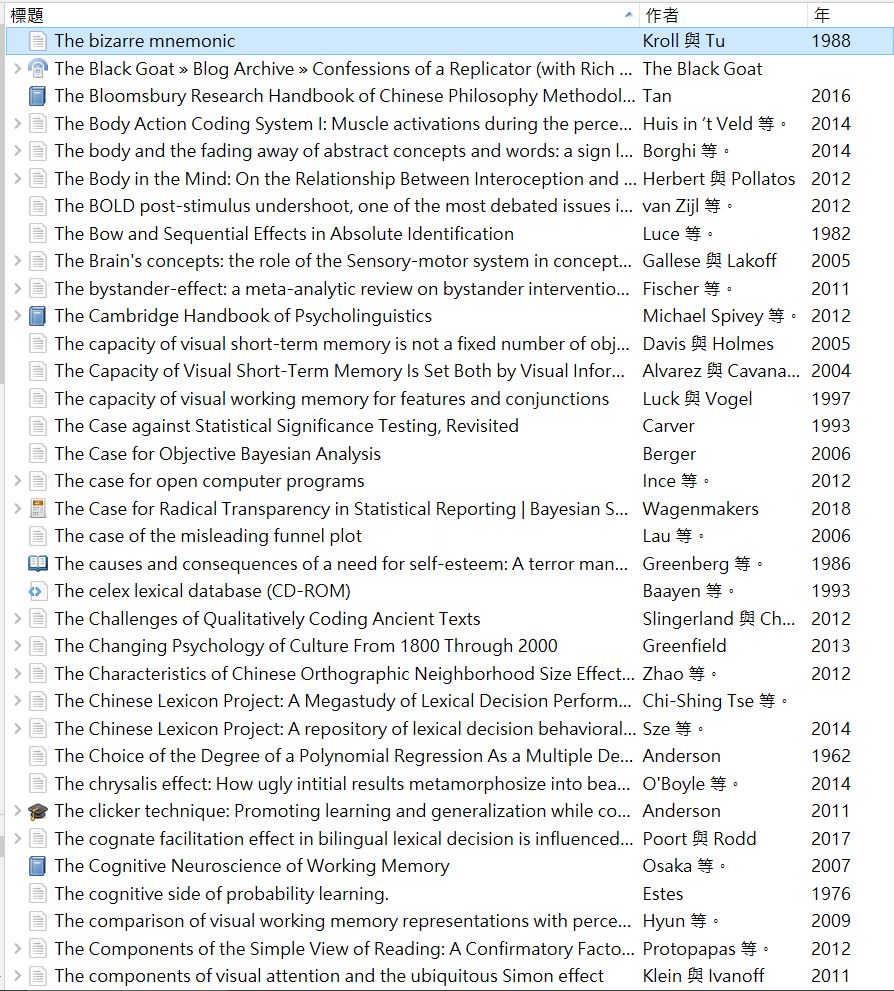 標題 作者 年
The bizarre mnemonic Kroll 與 Tu 1988
The Black Goat » Blog Archive » Confessions of a Replicator (with Rich ... The Black Goat
The Bloomsbury Research Handbook of Chinese Philosophy Methodol... Tan 2016
The Body Action Coding System I: Muscle activations during the perce... Huis in ‘t Veld 等。 2014
The body and the fading away of abstract concepts and words: a sign l... Borghi 等。 2014
The Body in the Mind: On the Relationship Between Interoception and ... Herbert 與 Pollatos 2012
The BOLD post-stimulus undershoot, one of the most debated issues i... van Zijl 等。 2012
The Bow and Sequential Effects in Absolute Identification Luce 等。 1982
The Brain's concepts: the role of the Sensory-motor system in concept... Gallese 與 Lakoff 2005
The bystander-effect: a meta-analytic review on bystander interventio... Fischer 等。 2011
The Cambridge Handbook of Psycholinguistics Michael Spivey 等。 2012
The capacity of visual short-term memory is not a fixed number of obj... Davis 與 Holmes 2005
The Capacity of Visual Short-Term Memory Is Set Both by Visual Infor... Alvarez 與 Cavana... 2004
The capacity of visual working memory for features and conjunctions Luck 與 Vogel 1997
The Case against Statistical Significance Testing, Revisited Carver 1993
The Case for Objective Bayesian Analysis Berger 2006
The case for open computer programs Ince 等。 2012
The Case for Radical Transparency in Statistical Reporting | Bayesian S... Wagenmakers 2018
The case of the misleading funnel plot Lau 等。 2006
The causes and consequences of a need for self-esteem: A terror man... Greenberg 等。 1986
The celex lexical database (CD-ROM) Baayen 等。 1993
The Challenges of Qualitatively Coding Ancient Texts Slingerland 與 Ch... 2012
The Changing Psychology of Culture From 1800 Through 2000 Greenfield 2013
The Characteristics of Chinese Orthographic Neighborhood Size Effect... Zhao 等。 2012
The Chinese Lexicon Project: A Megastudy of Lexical Decision Perform... Chi-Shing Tse 等。
The Chinese Lexicon Project: A repository of lexical decision behavioral... Sze 等。 2014
The Choice of the Degree of a Polynomial Regression As a Multiple De... Anderson 1962
The chrysalis effect: How ugly intitial results metamorphosize into bea... O'Boyle 等。 2014
The clicker technique: Promoting learning and generalization while co... Anderson 2011
The cognate facilitation effect in bilingual lexical decision is influenced... Poort 與 Rodd 2017
The Cognitive Neuroscience of Working Memory Osaka 等。 2007
The cognitive side of probability learning. Estes 1976
The comparison of visual working memory representations with perce... Hyun 等。 2009
The Components of the Simple View of Reading: A Confirmatory Facto... Protopapas 等。 2012
The components of visual attention and the ubiquitous Simon effect Klein 與 Ivanoff 2011